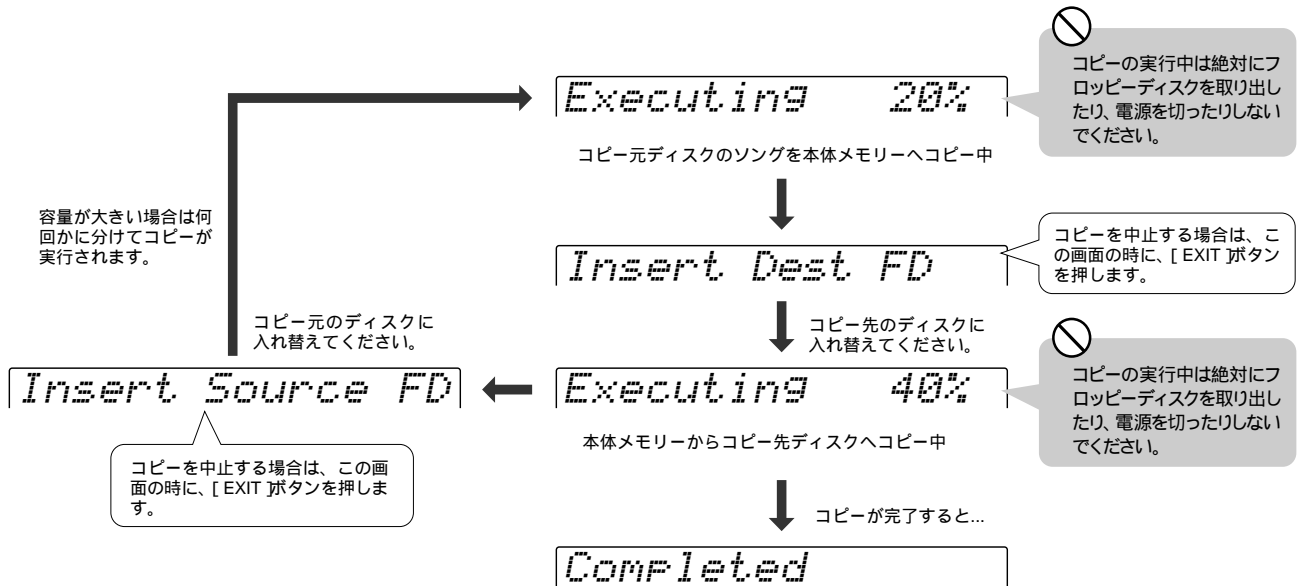 Executing 20%
コピーの実行中は絶対にフ
ロッピーディスクを取り出し
たり、電源を切ったりしない
でください。
コピー元ディスクのソングを本体メモリーへコピー中
容量が大きい場合は何
回かに分けてコピーが
実行されます。
Insert Dest FD
コピーを中止する場合は、こ
の画面の時に、[ EXIT ]ボタン
を押します。
コピー元のディスクに
入れ替えてください。
コピー先のディスクに
入れ替えてください。
Insert Source FD
Executing 40%
コピーの実行中は絶対にフ
ロッピーディスクを取り出し
たり、電源を切ったりしない
でください。
本体メモリーからコピー先ディスクへコピー中
コピーを中止する場合は、この画
面の時に、[ EXIT ]ボタンを押しま
す。
コピーが完了すると...
Completed